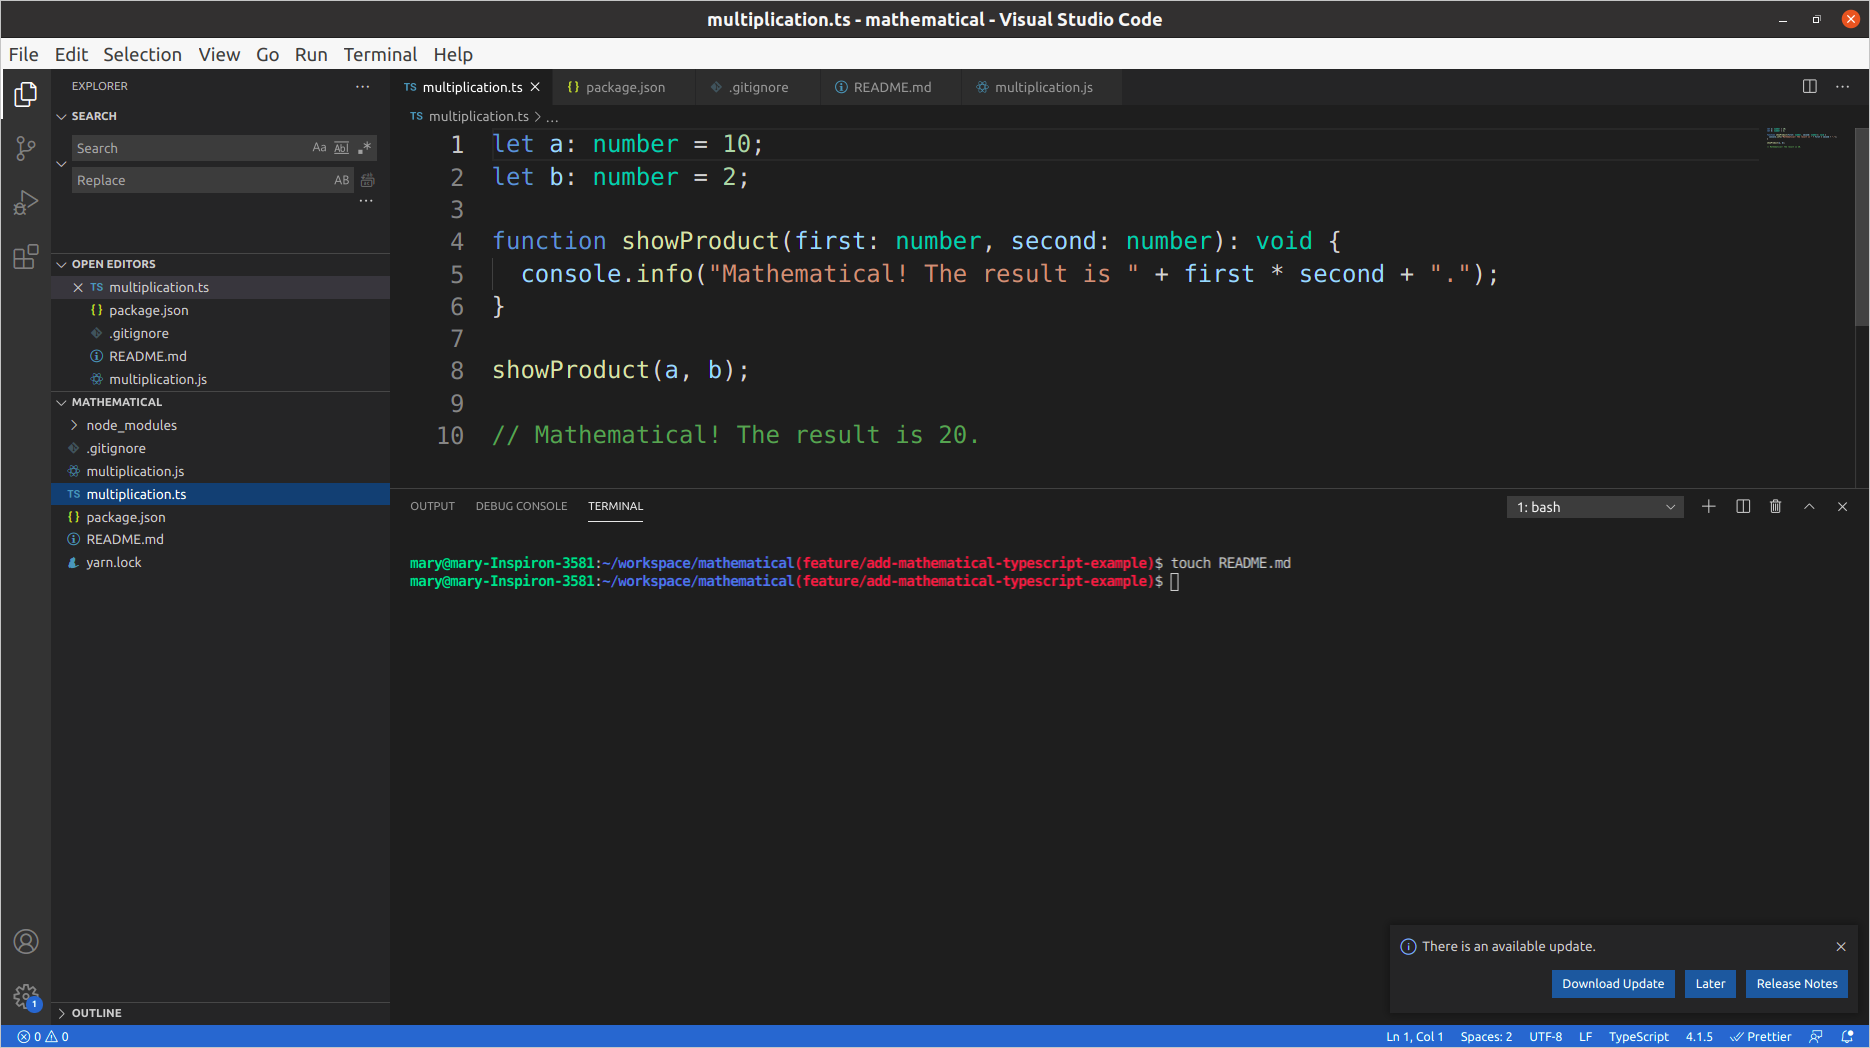 multiplication.ts - mathematical - Visual Studio Code
File Edit Selection View Go Run Terminal Help
EXPLORER
SEARCH
Search Aa Abl .*
Replace AB
OPEN EDITORS
TS multiplication.ts
{} package.json
.gitignore
README.md
multiplication.js
MATHEMATICAL
node_modules
.gitignore
multiplication.js
TS multiplication.ts
{} package.json
README.md
yarn.lock
OUTLINE
TS multiplication.ts {} package.json .gitignore README.md multiplication.js
TS multiplication.ts > ...
1 let a: number = 10;
2 let b: number = 2;
3
4 function showProduct(first: number, second: number): void {
5 console.info("Mathematical! The result is " + first * second + ".");
6 }
7
8 showProduct(a, b);
9
10 // Mathematical! The result is 20.
OUTPUT DEBUG CONSOLE TERMINAL 1: bash
mary@mary-Inspiron-3581:~/workspace/mathematical(feature/add-mathematical-typescript-example)$ touch README.md
mary@mary-Inspiron-3581:~/workspace/mathematical(feature/add-mathematical-typescript-example)$
There is an available update.
Download Update Later Release Notes
1
0 0 Ln 1, Col 1 Spaces: 2 UTF-8 LF TypeScript 4.1.5 Prettier